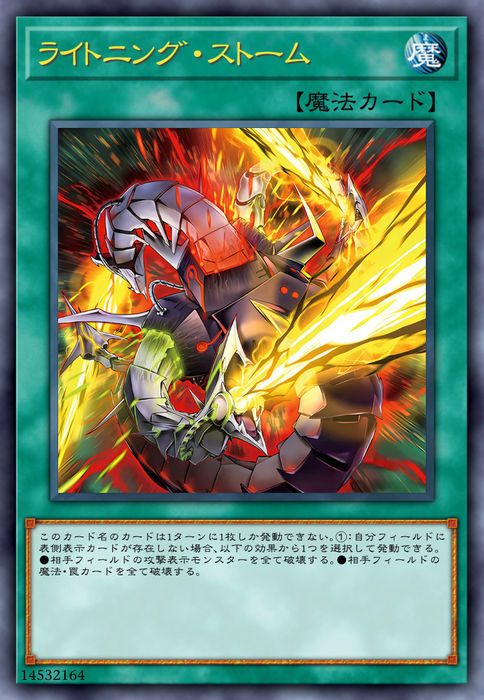 ライトニング・ストーム
魔
【魔法カード】
このカード名のカードは1ターンに1枚しか発動できない。①:自分フィールドに
表側表示カードが存在しない場合、以下の効果から1つを選択して発動できる。
●相手フィールドの攻撃表示モンスターを全て破壊する。●相手フィールドの
魔法・罠カードを全て破壊する。
14532164